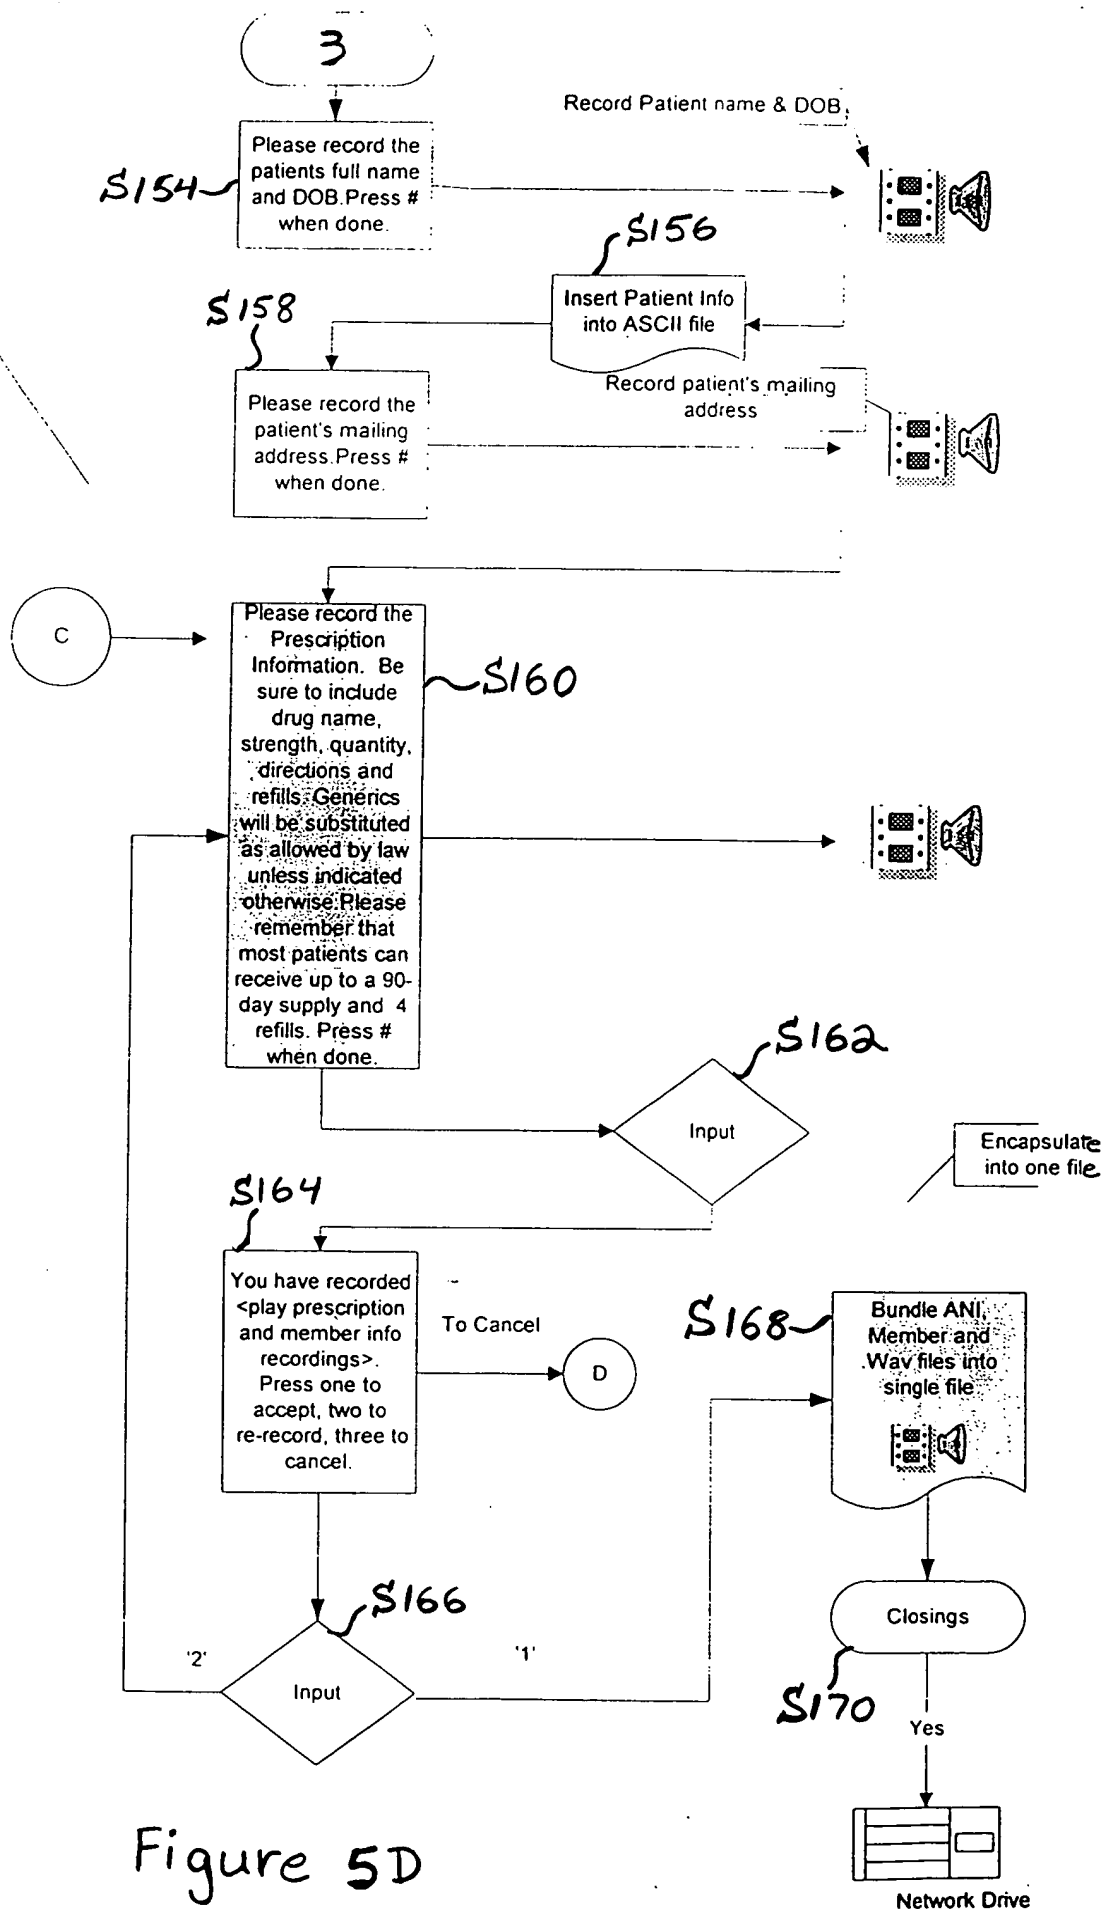 3
Record Patient name & DOB
Please record the
patients full name
and DOB.Press #
when done.
S154
S156
Insert Patient Info
into ASCII file
S158
Please record the
patient's mailing
address.Press #
when done.
Record patient's mailing
address
C
Please record the
Prescription
Information. Be
sure to include
drug name,
strength, quantity,
directions and
refills. Generics
will be substituted
as allowed by law
unless indicated
otherwise.Please
remember that
most patients can
receive up to a 90-
day supply and 4
refills. Press #
when done.
S160
S162
Input
Encapsulate
into one file
S164
You have recorded
<play prescription
and member info
recordings>.
Press one to
accept, two to
re-record, three to
cancel.
To Cancel
D
S168
Bundle ANI,
Member and
.Wav files into
single file
S166
Input
'2'
'1'
Closings
S170
Yes
Network Drive
Figure 5D